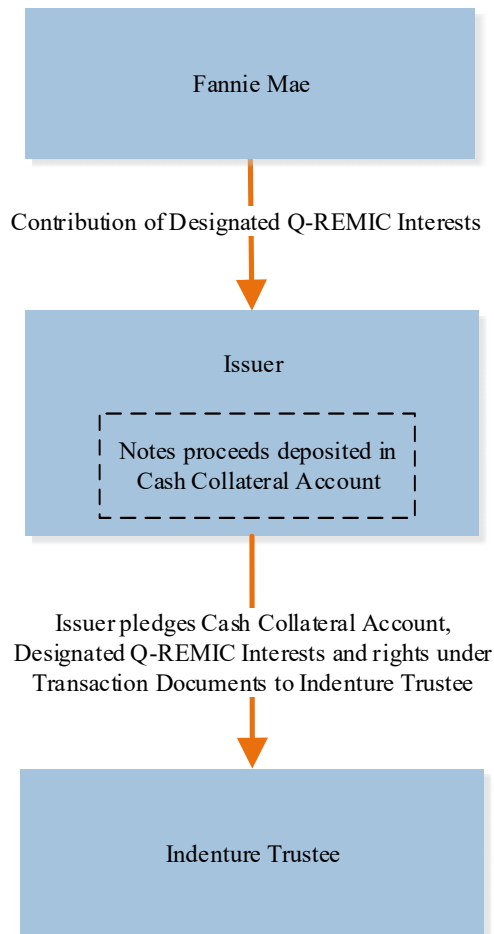 Fannie Mae
Contribution of Designated Q-REMIC Interests
Issuer
Notes proceeds deposited in
Cash Collateral Account
Issuer pledges Cash Collateral Account,
Designated Q-REMIC Interests and rights under
Transaction Documents to Indenture Trustee
Indenture Trustee